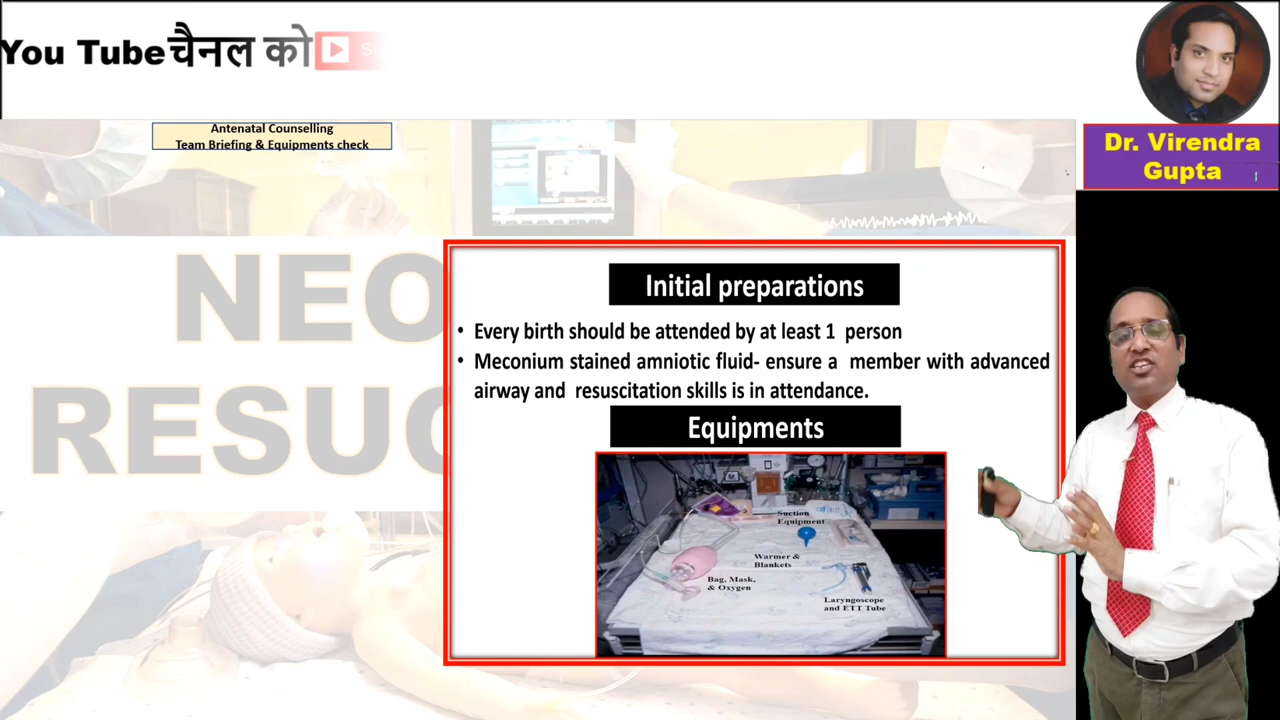 You Tube चैनल को
Antenatal Counselling
Team Briefing & Equipments check
Dr. Virendra
Gupta
NEO
RESUC
Initial preparations
• Every birth should be attended by at least 1 person
• Meconium stained amniotic fluid- ensure a member with advanced
airway and resuscitation skills is in attendance.
Equipments
Suction
Equipment
Warmer &
Blankets
Bag, Mask,
& Oxygen
Laryngoscope
and ETT Tube